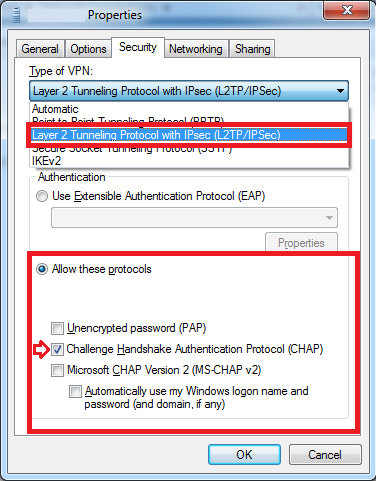 Properties
General
Options
Security
Networking
Sharing
Type of VPN:
Layer 2 Tunneling Protocol with IPsec (L2TP/IPSec)
Automatic
Point to Point Tunneling Protocol (PPTP)
Layer 2 Tunneling Protocol with IPsec (L2TP/IPSec)
Secure Socket Tunneling Protocol (SSTP)
IKEv2
Authentication
Use Extensible Authentication Protocol (EAP)
Properties
Allow these protocols
Unencrypted password (PAP)
Challenge Handshake Authentication Protocol (CHAP)
Microsoft CHAP Version 2 (MS-CHAP v2)
Automatically use my Windows logon name and
password (and domain, if any)
OK
Cancel